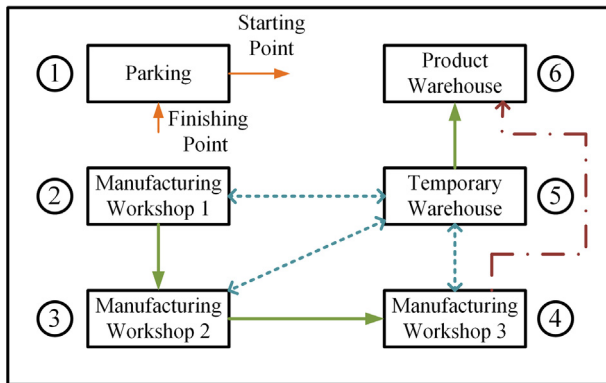 Starting
Point
1
Parking
Product
Warehouse
6
Finishing
Point
2
Manufacturing
Workshop 1
Temporary
Warehouse
5
3
Manufacturing
Workshop 2
Manufacturing
Workshop 3
4